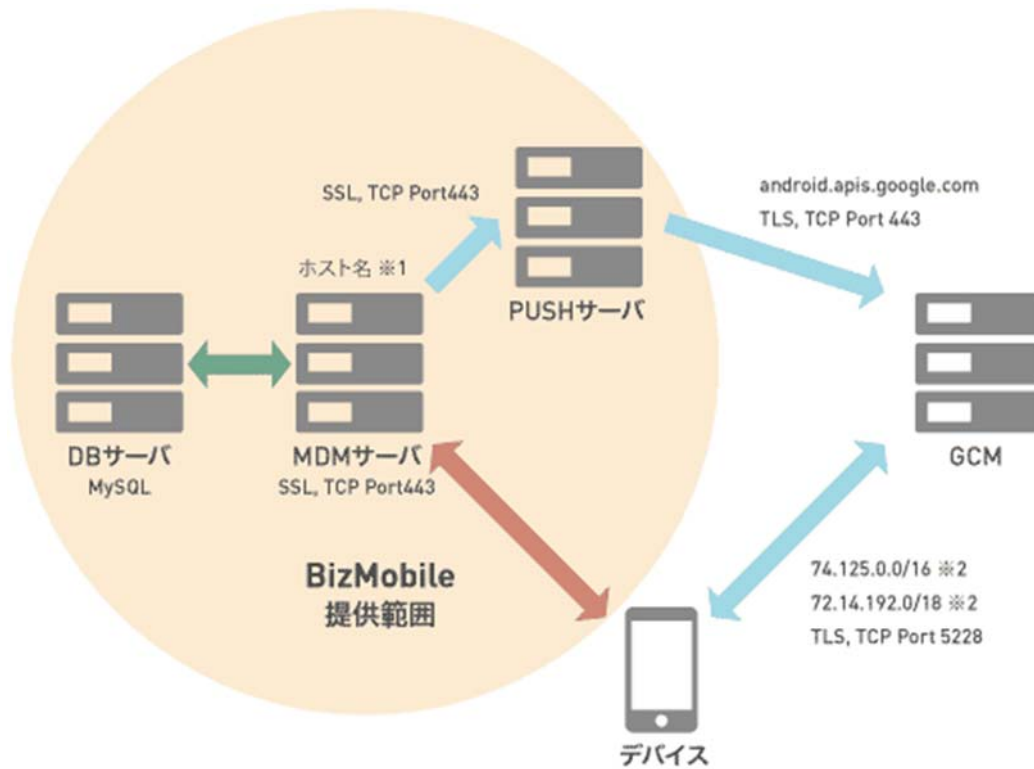 SSL, TCP Port443
android.apis.google.com
TLS, TCP Port 443
ホスト名 ※1
PUSHサーバ
DBサーバ
MySQL
MDMサーバ
SSL, TCP Port443
GCM
BizMobile
提供範囲
74.125.0.0/16 ※2
72.14.192.0/18 ※2
TLS, TCP Port 5228
デバイス